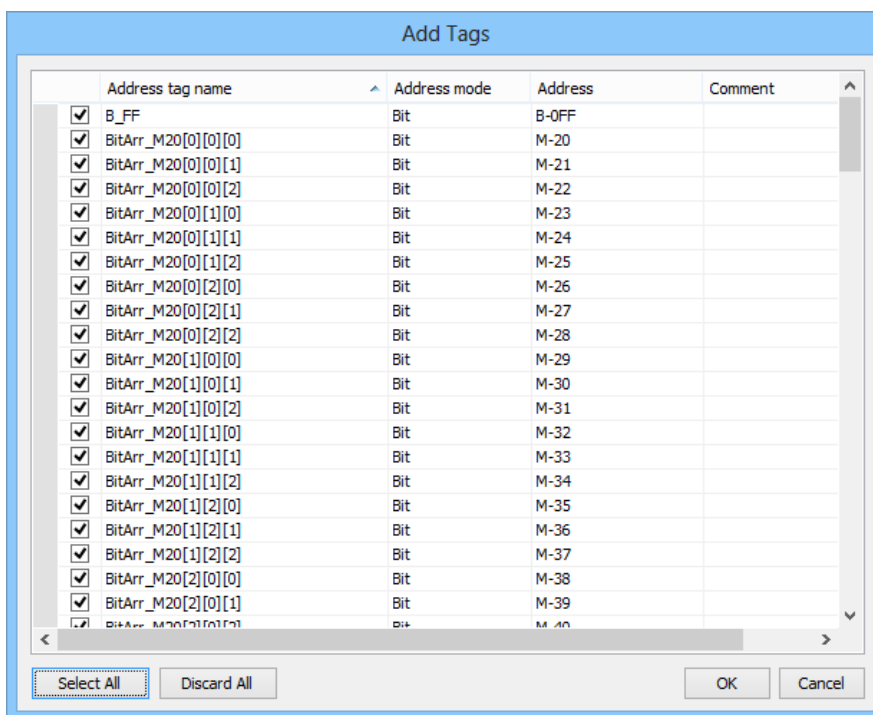 Add Tags
Address tag name Address mode Address Comment
B_FF Bit B-0FF
BitArr_M20[0][0][0] Bit M-20
BitArr_M20[0][0][1] Bit M-21
BitArr_M20[0][0][2] Bit M-22
BitArr_M20[0][1][0] Bit M-23
BitArr_M20[0][1][1] Bit M-24
BitArr_M20[0][1][2] Bit M-25
BitArr_M20[0][2][0] Bit M-26
BitArr_M20[0][2][1] Bit M-27
BitArr_M20[0][2][2] Bit M-28
BitArr_M20[1][0][0] Bit M-29
BitArr_M20[1][0][1] Bit M-30
BitArr_M20[1][0][2] Bit M-31
BitArr_M20[1][1][0] Bit M-32
BitArr_M20[1][1][1] Bit M-33
BitArr_M20[1][1][2] Bit M-34
BitArr_M20[1][2][0] Bit M-35
BitArr_M20[1][2][1] Bit M-36
BitArr_M20[1][2][2] Bit M-37
BitArr_M20[2][0][0] Bit M-38
BitArr_M20[2][0][1] Bit M-39
BitArr_M20[2][0][2] Bit M-40
Select All Discard All OK Cancel